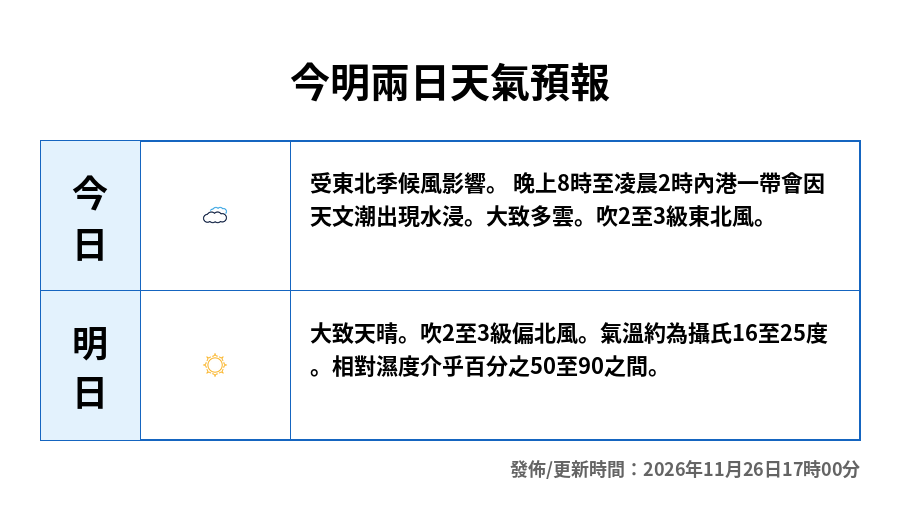 今明兩日天氣預報
今
日
受東北季候風影響。 晚上8時至凌晨2時內港一帶會因
天文潮出現水浸。大致多雲。吹2至3級東北風。
明
日
大致天晴。吹2至3級偏北風。氣溫約為攝氏16至25度
。相對濕度介乎百分之50至90之間。
發佈/更新時間：2026年11月26日17時00分